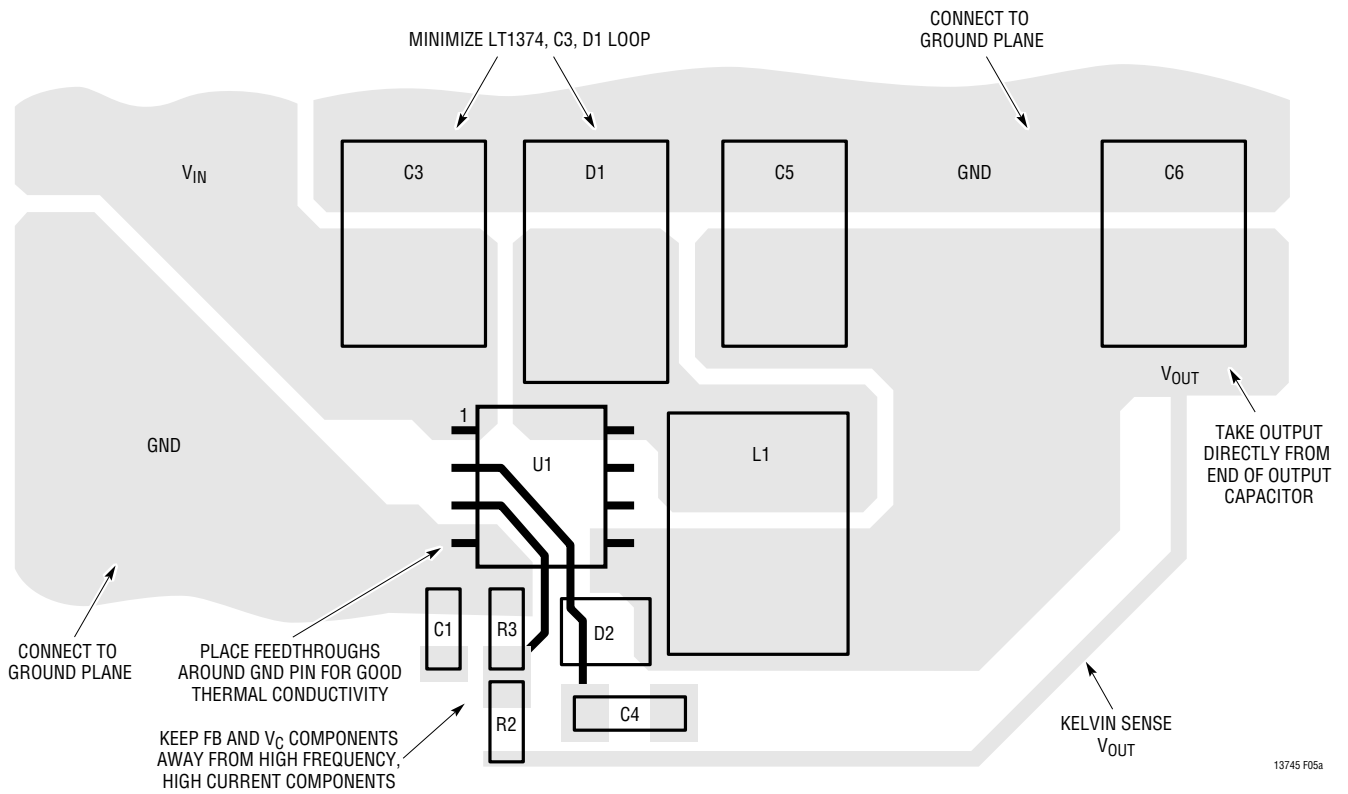 MINIMIZE LT1374, C3, D1 LOOP
CONNECT TO
GROUND PLANE
VIN
C3
D1
C5
GND
C6
VOUT
TAKE OUTPUT
DIRECTLY FROM
END OF OUTPUT
CAPACITOR
1
U1
L1
GND
CONNECT TO
GROUND PLANE
PLACE FEEDTHROUGHS
AROUND GND PIN FOR GOOD
THERMAL CONDUCTIVITY
C1
R3
D2
R2
C4
KEEP FB AND VC COMPONENTS
AWAY FROM HIGH FREQUENCY,
HIGH CURRENT COMPONENTS
KELVIN SENSE
VOUT
13745 F05a